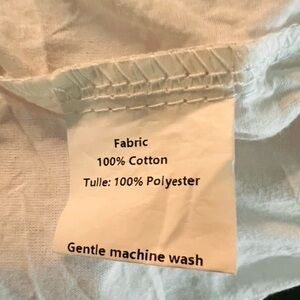 Fabric
100% Cotton
Tulle: 100% Polyester
Gentle machine wash